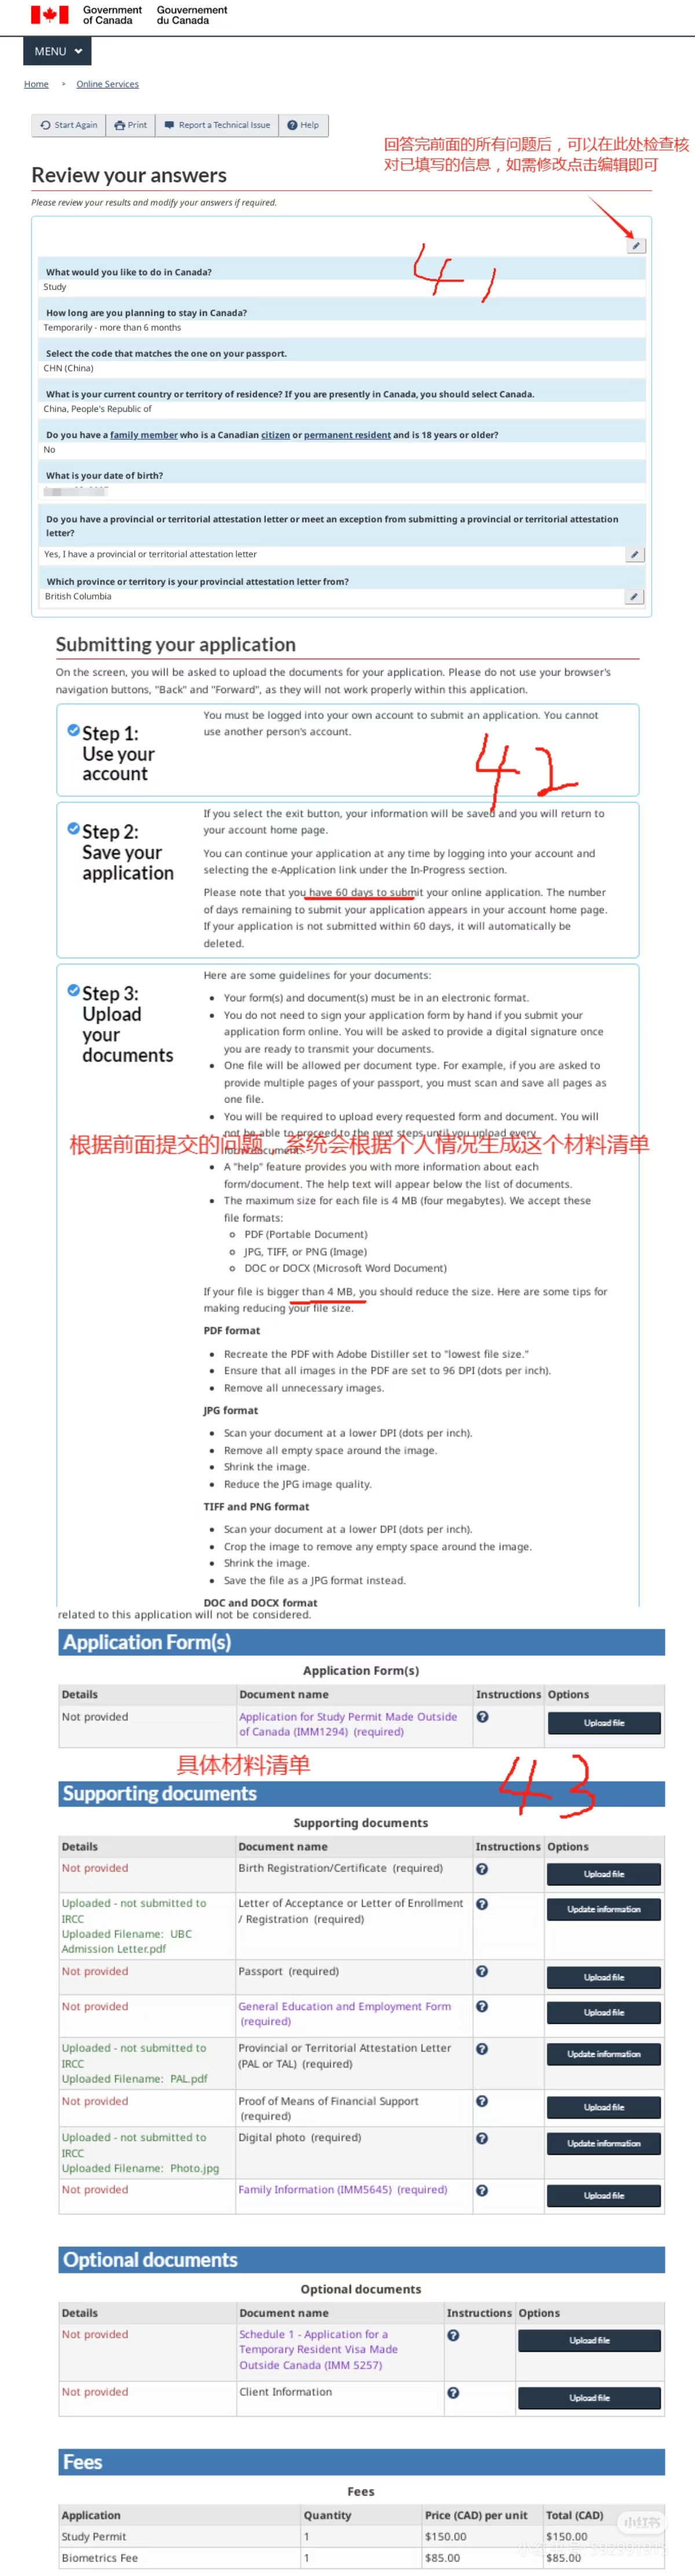 Government of Canada
Gouvernement du Canada
MENU
Home > Online Services
Start Again
Print
Report a Technical Issue
Help
回答完前面的所有问题后，可以在此处检查核
对已填写的信息，如需修改点击编辑即可
Review your answers
Please review your results and modify your answers if required.
41
What would you like to do in Canada?
Study
How long are you planning to stay in Canada?
Temporarily - more than 6 months
Select the code that matches the one on your passport.
CHN (China)
What is your current country or territory of residence? If you are presently in Canada, you should select Canada.
China, People's Republic of
Do you have a family member who is a Canadian citizen or permanent resident and is 18 years or older?
No
What is your date of birth?
Do you have a provincial or territorial attestation letter or meet an exception from submitting a provincial or territorial attestation
letter?
Yes, I have a provincial or territorial attestation letter
Which province or territory is your provincial attestation letter from?
British Columbia
Submitting your application
On the screen, you will be asked to upload the documents for your application. Please do not use your browser's
navigation buttons, "Back" and "Forward", as they will not work properly within this application.
Step 1:
Use your
account
You must be logged into your own account to submit an application. You cannot
use another person's account.
42
Step 2:
Save your
application
If you select the exit button, your information will be saved and you will return to
your account home page.
You can continue your application at any time by logging into your account and
selecting the e-Application link under the In-Progress section.
Please note that you have 60 days to submit your online application. The number
of days remaining to submit your application appears in your account home page.
If your application is not submitted within 60 days, it will automatically be
deleted.
Step 3:
Upload
your
documents
Here are some guidelines for your documents:
• Your form(s) and document(s) must be in an electronic format.
• You do not need to sign your application form by hand if you submit your
application form online. You will be asked to provide a digital signature once
you are ready to transmit your documents.
• One file will be allowed per document type. For example, if you are asked to
provide multiple pages of your passport, you must scan and save all pages as
one file.
• You will be required to upload every requested form and document. You will
not be able to proceed to the next steps until you upload every
form/document.
根据前面提交的问题，系统会根据个人情况生成这个材料清单
• A "help" feature provides you with more information about each
form/document. The help text will appear below the list of documents.
• The maximum size for each file is 4 MB (four megabytes). We accept these
file formats:
PDF (Portable Document)
JPG, TIFF, or PNG (Image)
DOC or DOCX (Microsoft Word Document)
If your file is bigger than 4 MB, you should reduce the size. Here are some tips for
making reducing your file size.
PDF format
• Recreate the PDF with Adobe Distiller set to "lowest file size."
• Ensure that all images in the PDF are set to 96 DPI (dots per inch).
• Remove all unnecessary images.
JPG format
• Scan your document at a lower DPI (dots per inch).
• Remove all empty space around the image.
• Shrink the image.
• Reduce the JPG image quality.
TIFF and PNG format
• Scan your document at a lower DPI (dots per inch).
• Crop the image to remove any empty space around the image.
• Shrink the image.
• Save the file as a JPG format instead.
DOC and DOCX format
related to this application will not be considered.
Application Form(s)
Application Form(s)
Details Document name Instructions Options
Not provided Application for Study Permit Made Outside
of Canada (IMM1294) (required) Upload file
具体材料清单
43
Supporting documents
Supporting documents
Details Document name Instructions Options
Not provided Birth Registration/Certificate (required) Upload file
Uploaded - not submitted to
IRCC
Uploaded Filename: UBC
Admission Letter.pdf
Letter of Acceptance or Letter of Enrollment
/ Registration (required)
Update information
Not provided Passport (required) Upload file
Not provided General Education and Employment Form
(required) Upload file
Uploaded - not submitted to
IRCC
Uploaded Filename: PAL.pdf
Provincial or Territorial Attestation Letter
(PAL or TAL) (required)
Update information
Not provided Proof of Means of Financial Support
(required) Upload file
Uploaded - not submitted to
IRCC
Uploaded Filename: Photo.jpg
Digital photo (required)
Update information
Not provided Family Information (IMM5645) (required) Upload file
Optional documents
Optional documents
Details Document name Instructions Options
Not provided Schedule 1 - Application for a
Temporary Resident Visa Made
Outside Canada (IMM 5257)
Upload file
Not provided Client Information Upload file
Fees
Fees
Application Quantity Price (CAD) per unit Total (CAD)
Study Permit 1 $150.00 $150.00
Biometrics Fee 1 $85.00 $85.00
小红书